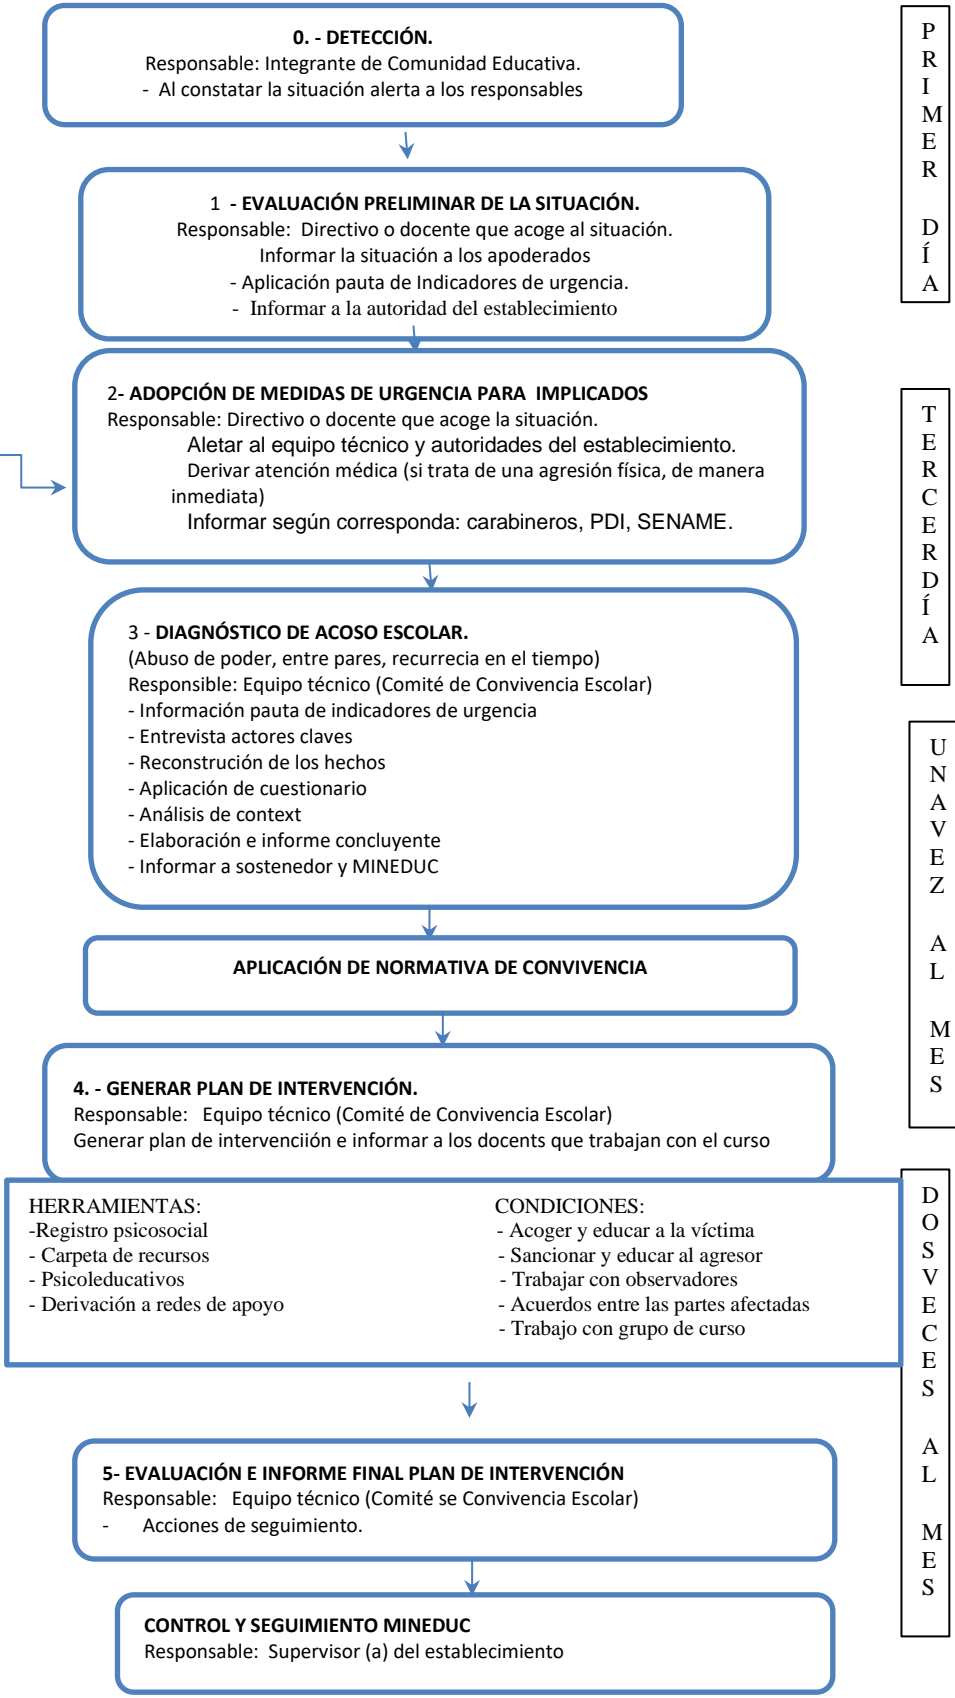 0. - DETECCIÓN.
Responsable: Integrante de Comunidad Educativa.
- Al constatar la situación alerta a los responsables
1 - EVALUACIÓN PRELIMINAR DE LA SITUACIÓN.
Responsable: Directivo o docente que acoge al situación.
Informar la situación a los apoderados
- Aplicación pauta de Indicadores de urgencia.
- Informar a la autoridad del establecimiento
PRIMER DÍA
2- ADOPCIÓN DE MEDIDAS DE URGENCIA PARA IMPLICADOS
Responsable: Directivo o docente que acoge la situación.
Aletar al equipo técnico y autoridades del establecimiento.
Derivar atención médica (si trata de una agresión física, de manera
inmediata)
Informar según corresponda: carabineros, PDI, SENAME.
TERCERDÍA
3 - DIAGNÓSTICO DE ACOSO ESCOLAR.
(Abuso de poder, entre pares, recurrecia en el tiempo)
Responsible: Equipo técnico (Comité de Convivencia Escolar)
- Información pauta de indicadores de urgencia
- Entrevista actores claves
- Reconstrución de los hechos
- Aplicación de cuestionario
- Análisis de context
- Elaboración e informe concluyente
- Informar a sostenedor y MINEDUC
UNAVEZ AL MES
APLICACIÓN DE NORMATIVA DE CONVIVENCIA
4. - GENERAR PLAN DE INTERVENCIÓN.
Responsable: Equipo técnico (Comité de Convivencia Escolar)
Generar plan de intervenciión e informar a los docents que trabajan con el curso
HERRAMIENTAS:
-Registro psicosocial
- Carpeta de recursos
- Psicoleducativos
- Derivación a redes de apoyo
CONDICIONES:
- Acoger y educar a la víctima
- Sancionar y educar al agresor
- Trabajar con observadores
- Acuerdos entre las partes afectadas
- Trabajo con grupo de curso
DOSVECES AL MES
5- EVALUACIÓN E INFORME FINAL PLAN DE INTERVENCIÓN
Responsable: Equipo técnico (Comité se Convivencia Escolar)
- Acciones de seguimiento.
CONTROL Y SEGUIMIENTO MINEDUC
Responsable: Supervisor (a) del establecimiento